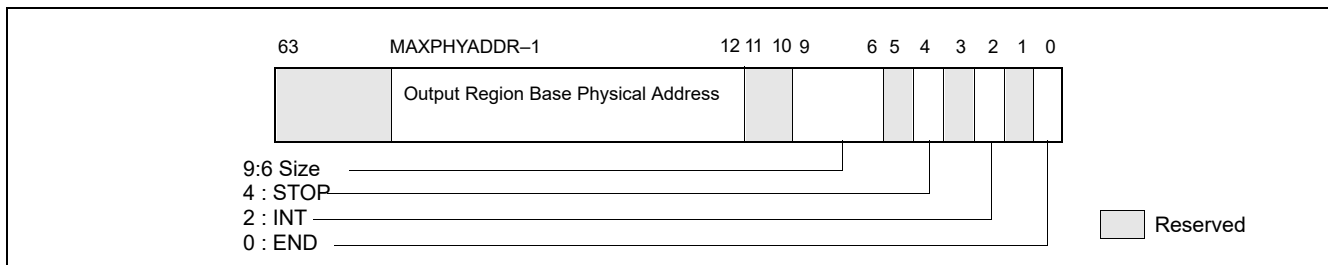 63 MAXPHYADDR–1 12 11 10 9 6 5 4 3 2 1 0
Output Region Base Physical Address
9:6 Size
4 : STOP
2 : INT
0 : END
Reserved